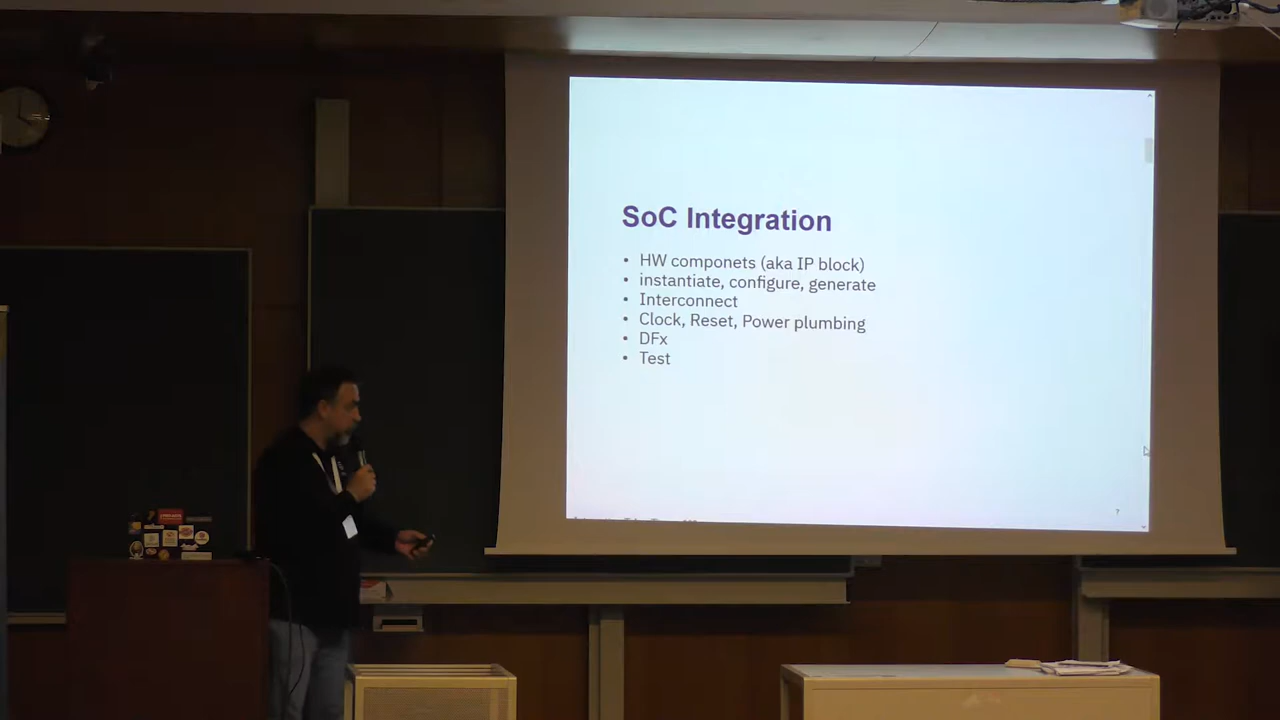 SoC Integration
• HW componets (aka IP block)
• instantiate, configure, generate
• Interconnect
• Clock, Reset, Power plumbing
• DFx
• Test